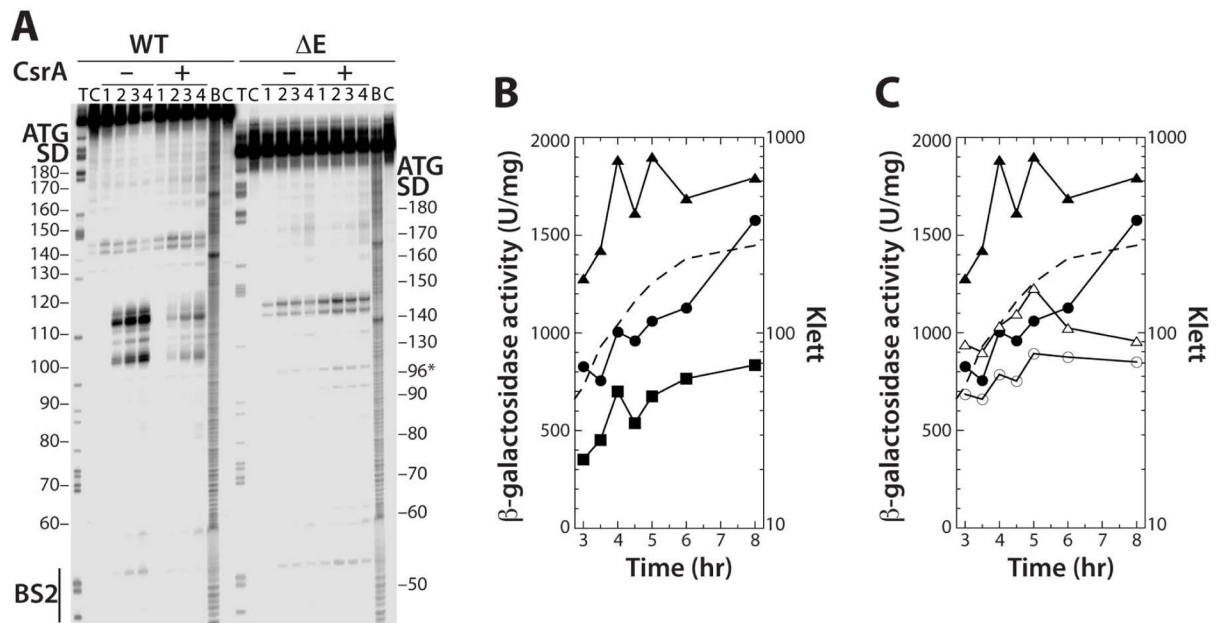 A
WT ΔE
CsrA – + – +
TC 1 2 3 4 1 2 3 4 BC TC 1 2 3 4 1 2 3 4 BC
ATG
SD
180–
170–
160–
150–
140–
130–
120–
110–
100–
90–
80–
70–
60–
BS2
ATG
SD
–180
–170
–160
–150
–140
–130
–96*
–90
–80
–70
–60
–50
B
β-galactosidase activity (U/mg)
2000
1500
1000
500
0
3 4 5 6 7 8
Time (hr)
1000
100
10
Klett
C
β-galactosidase activity (U/mg)
2000
1500
1000
500
0
3 4 5 6 7 8
Time (hr)
1000
100
10
Klett